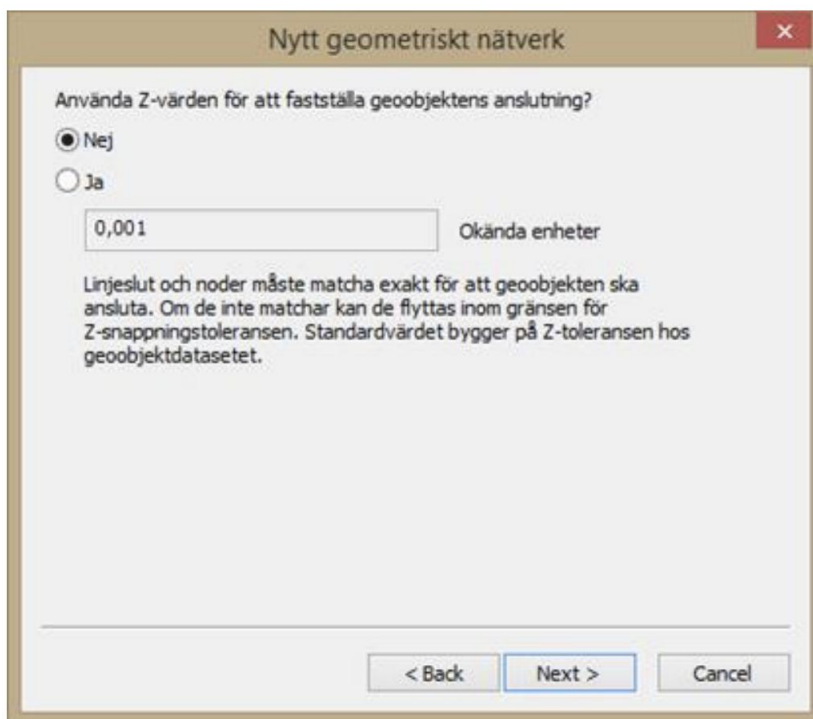 Nytt geometriskt nätverk
Använda Z-värden för att fastställa geoobjektens anslutning?
Nej
Ja
0,001 Okända enheter
Linjeslut och noder måste matcha exakt för att geoobjekten ska
ansluta. Om de inte matchar kan de flyttas inom gränsen för
Z-snappningstoleransen. Standardvärdet bygger på Z-toleransen hos
geoobjektdatasetet.
< Back Next > Cancel